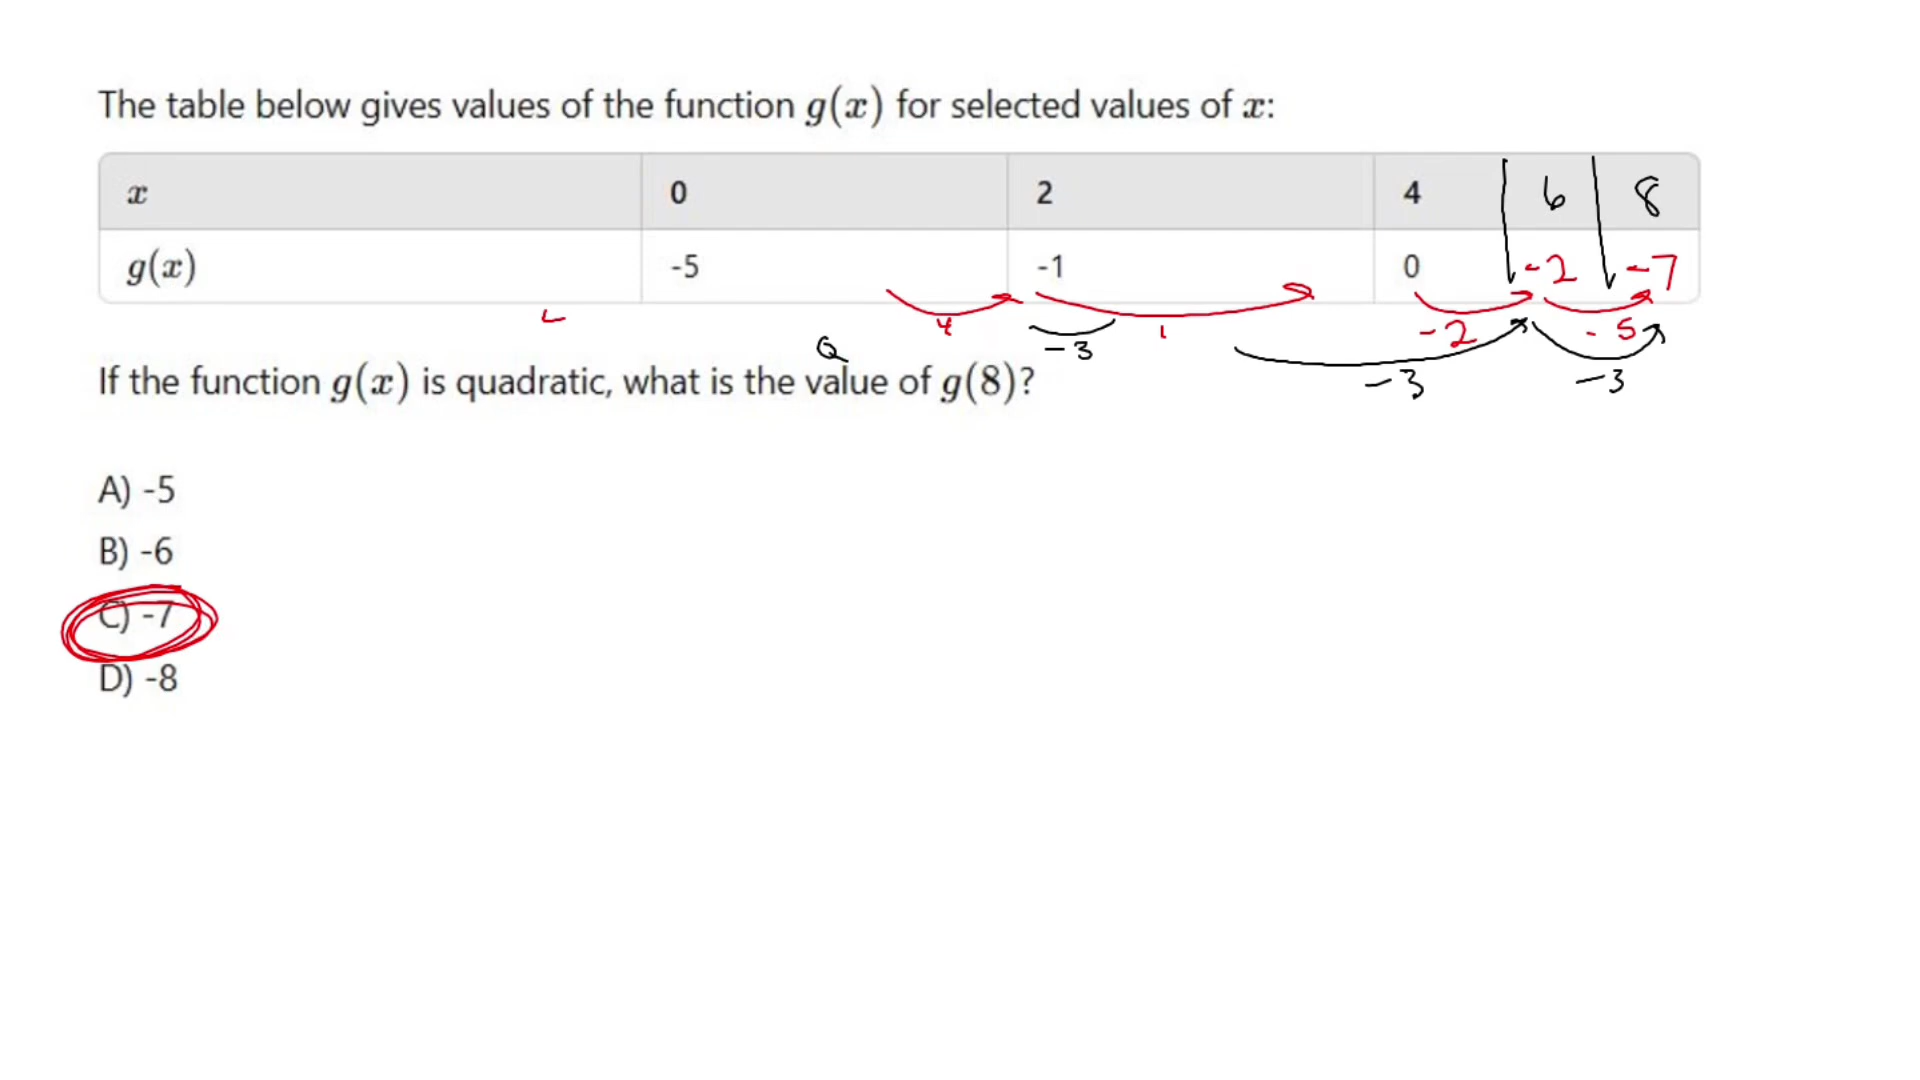 The table below gives values of the function g(x) for selected values of x:
x 0 2 4 6 8
g(x) -5 -1 0 -2 -7
L 4 -3 1 -2 -5
Q -3 -3
If the function g(x) is quadratic, what is the value of g(8)?
A) -5
B) -6
C) -7
D) -8